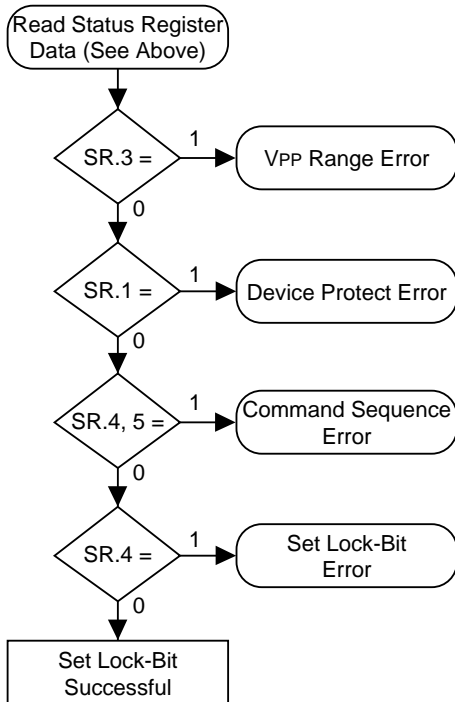 Read Status Register
Data (See Above)
SR.3 =
1
VPP Range Error
0
SR.1 =
1
Device Protect Error
0
SR.4, 5 =
1
Command Sequence
Error
0
SR.4 =
1
Set Lock-Bit
Error
0
Set Lock-Bit
Successful